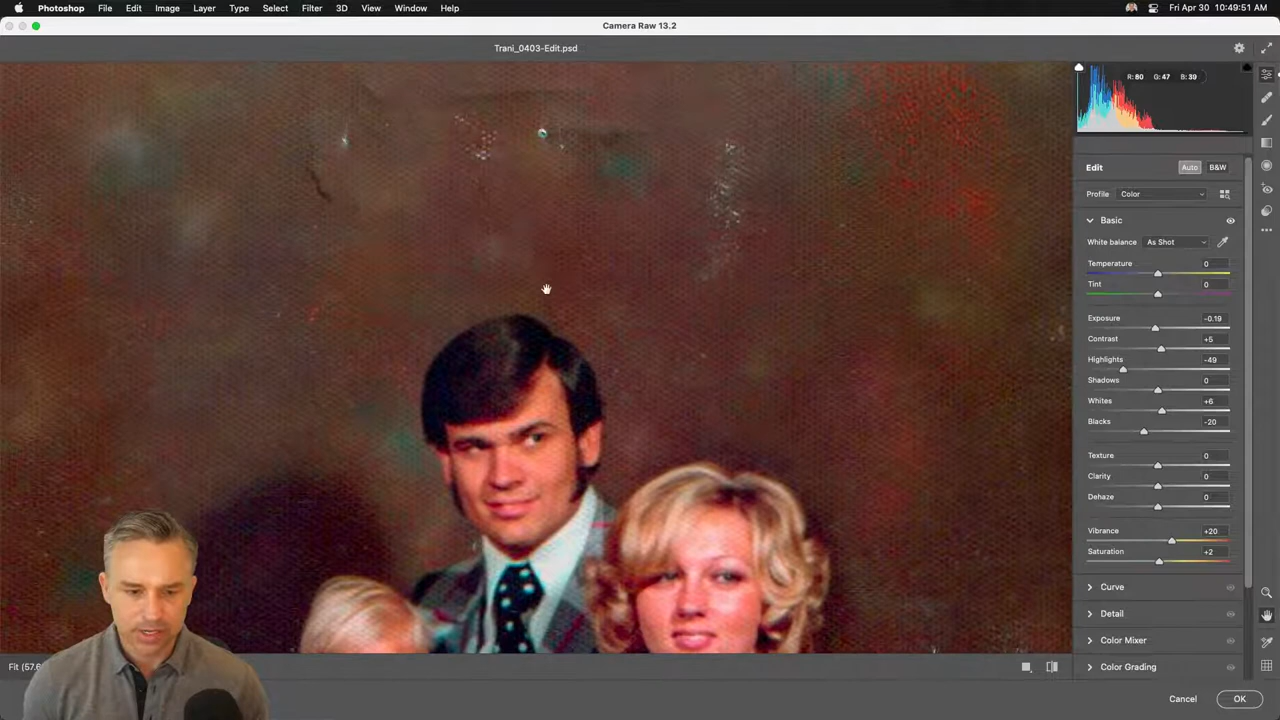 Photoshop File Edit Image Layer Type Select Filter 3D View Window Help Fri Apr 30 10:49:51 AM
Camera Raw 13.2
Trani_0403-Edit.psd
R: 80 G: 47 B: 39
Edit Auto B&W
Profile Color
Basic
White balance As Shot
Temperature 0
Tint 0
Exposure -0.19
Contrast +5
Highlights -49
Shadows 0
Whites +6
Blacks -20
Texture 0
Clarity 0
Dehaze 0
Vibrance +20
Saturation +2
Curve
Detail
Color Mixer
Fit (57.6
Color Grading
Cancel OK